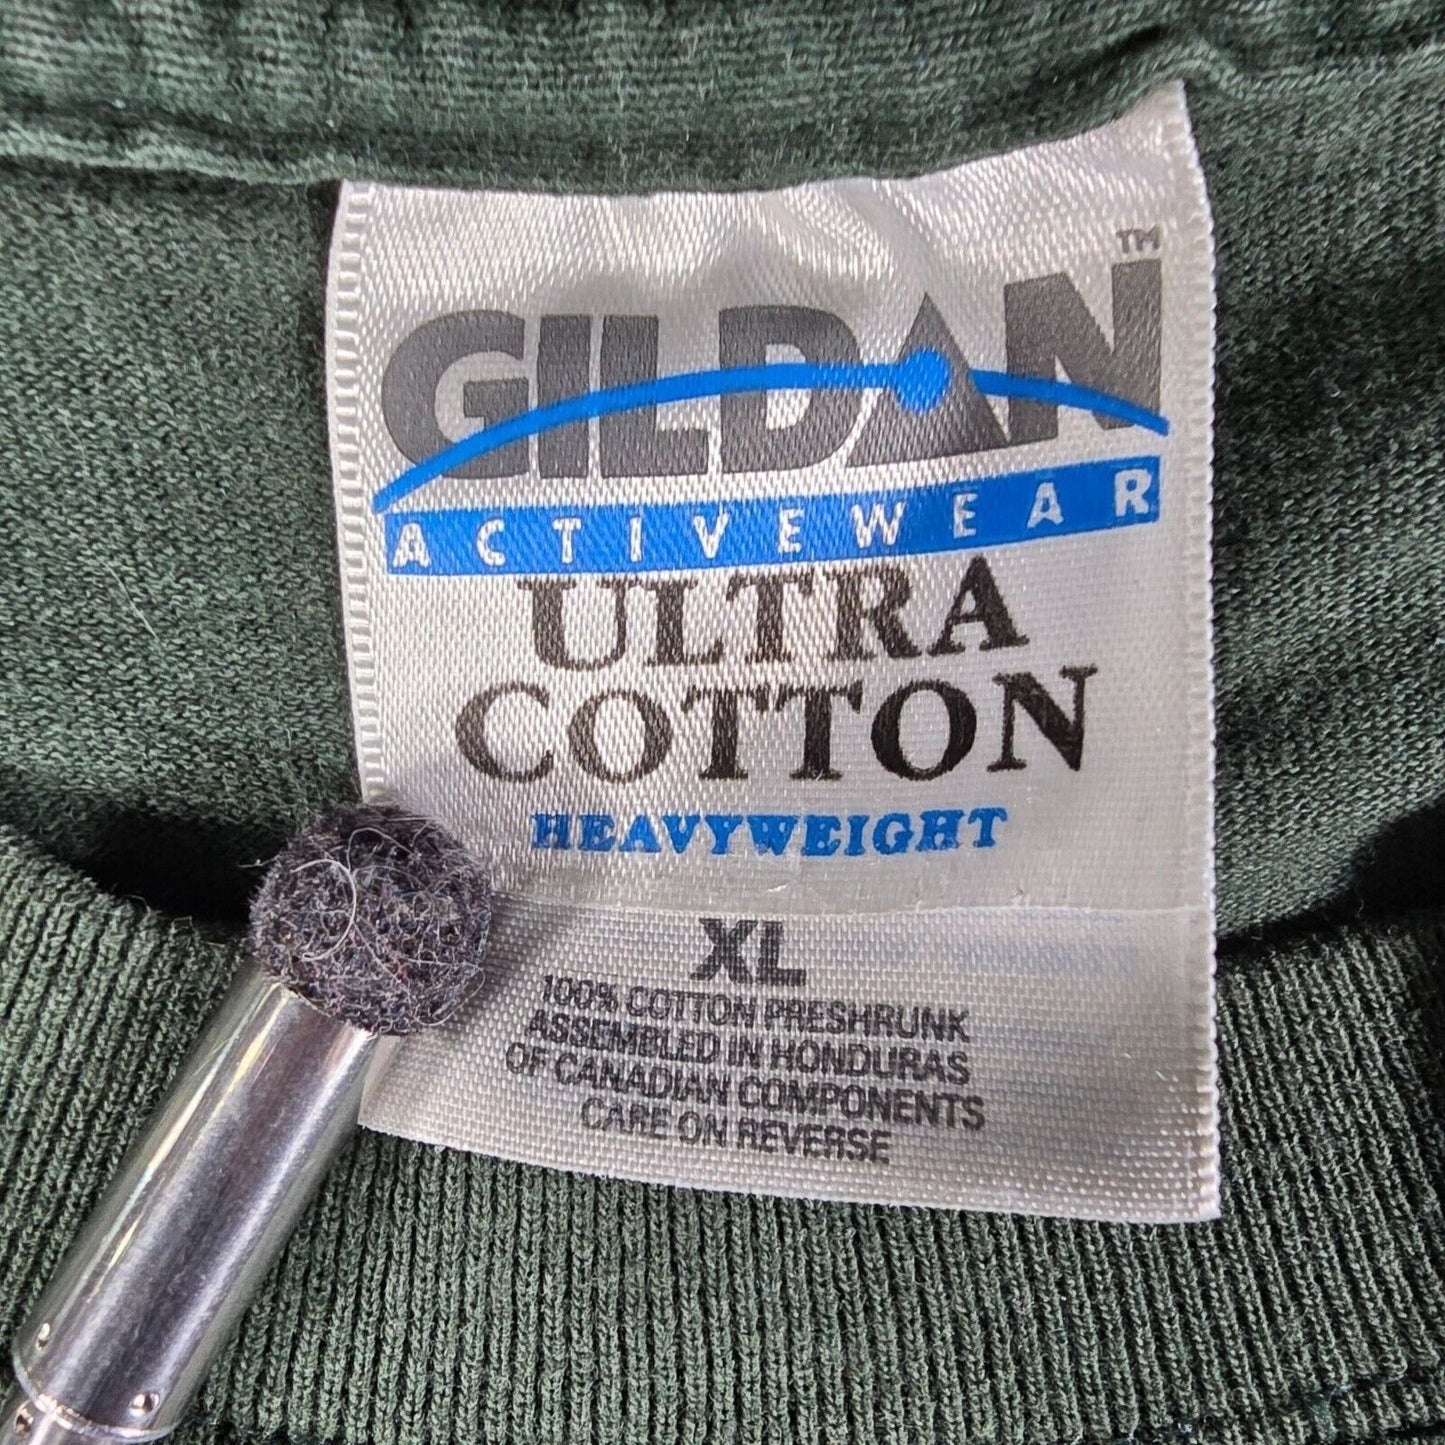 GILDAN™
ACTIVEWEAR
ULTRA
COTTON
HEAVYWEIGHT
XL
100% COTTON PRESHRUNK
ASSEMBLED IN HONDURAS
OF CANADIAN COMPONENTS
CARE ON REVERSE